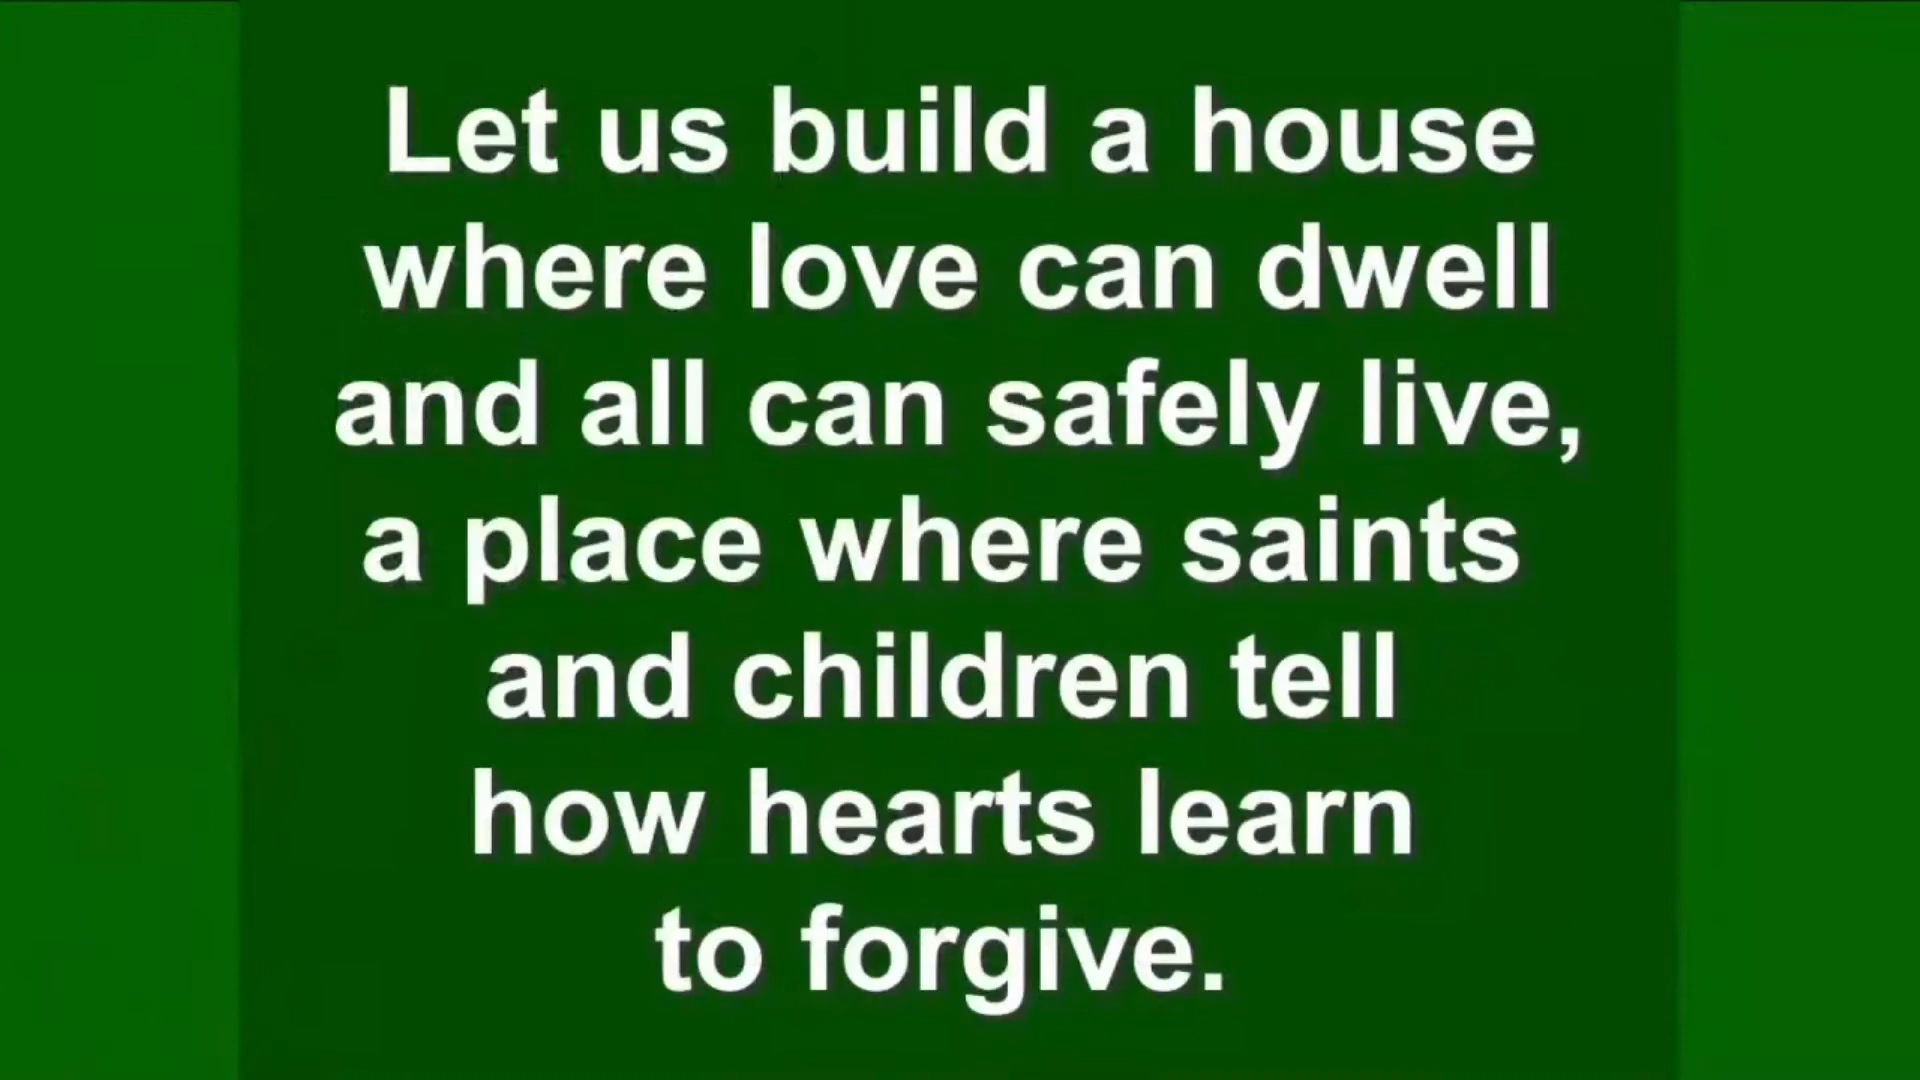 Let us build a house
where love can dwell
and all can safely live,
a place where saints
and children tell
how hearts learn
to forgive.